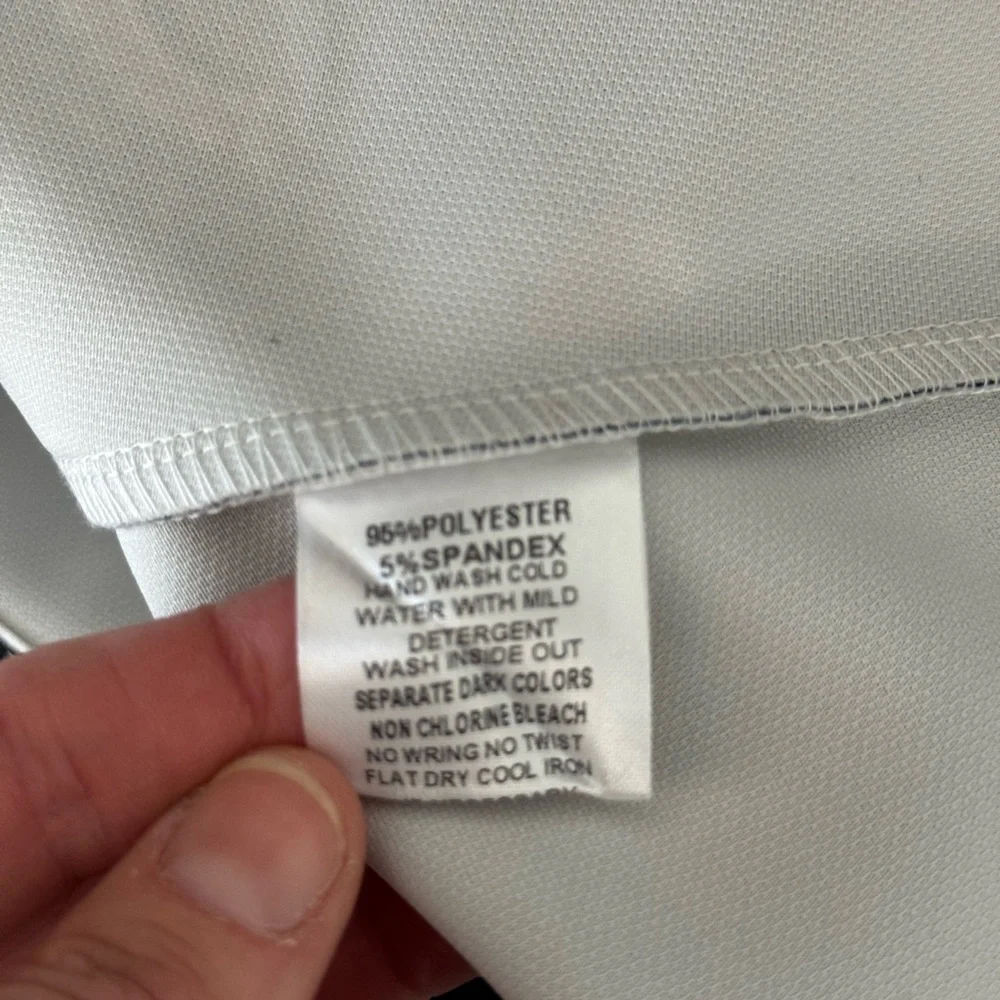 95%POLYESTER
5%SPANDEX
HAND WASH COLD
WATER WITH MILD
DETERGENT
WASH INSIDE OUT
SEPARATE DARK COLORS
NON CHLORINE BLEACH
NO WRING NO TWIST
FLAT DRY COOL IRON